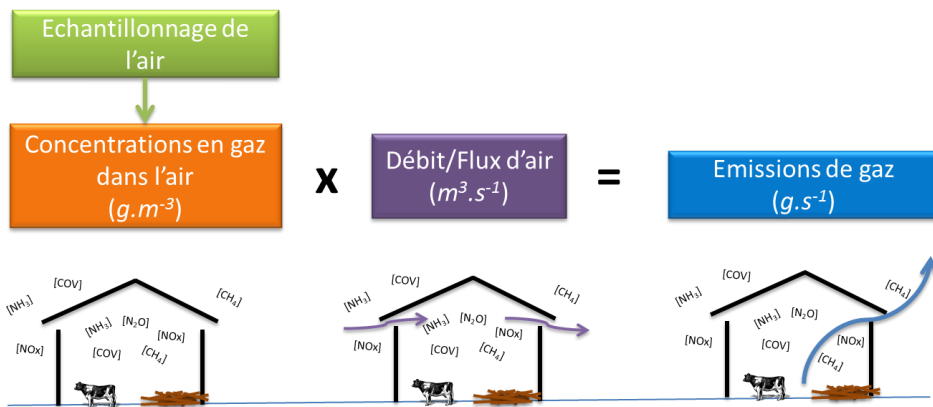 Echantillonnage de
l'air
Concentrations en gaz
dans l'air
(g.m⁻³)
x
Débit/Flux d'air
(m³.s⁻¹)
=
Emissions de gaz
(g.s⁻¹)
[COV]
[NH₃]
[CH₄]
[NH₃]
[N₂O]
[NOx]
[NOx]
[COV]
[CH₄]
[COV]
[NH₃]
[CH₄]
[NH₃]
[N₂O]
[NOx]
[NOx]
[COV]
[CH₄]
[COV]
[NH₃]
[CH₄]
[NH₃]
[N₂O]
[NOx]
[NOx]
[COV]
[CH₄]